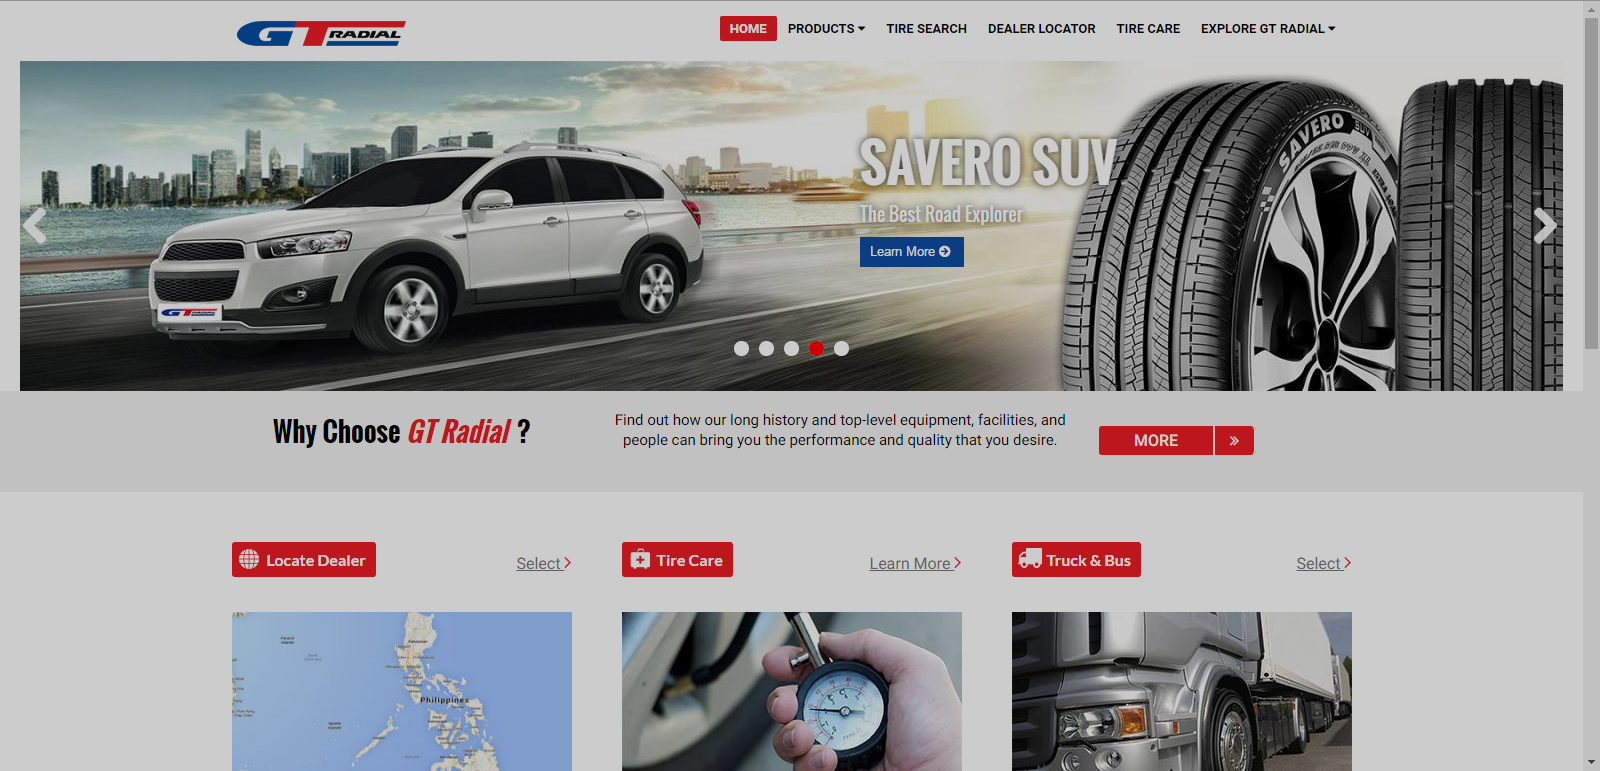 GT RADIAL
HOME
PRODUCTS
TIRE SEARCH
DEALER LOCATOR
TIRE CARE
EXPLORE GT RADIAL
SAVERO SUV
The Best Road Explorer
Learn More
SAVERO SUV
GT RADIAL
Why Choose GT Radial ?
Find out how our long history and top-level equipment, facilities, and
people can bring you the performance and quality that you desire.
MORE
Locate Dealer
Select
Tire Care
Learn More
Truck & Bus
Select
Philippines